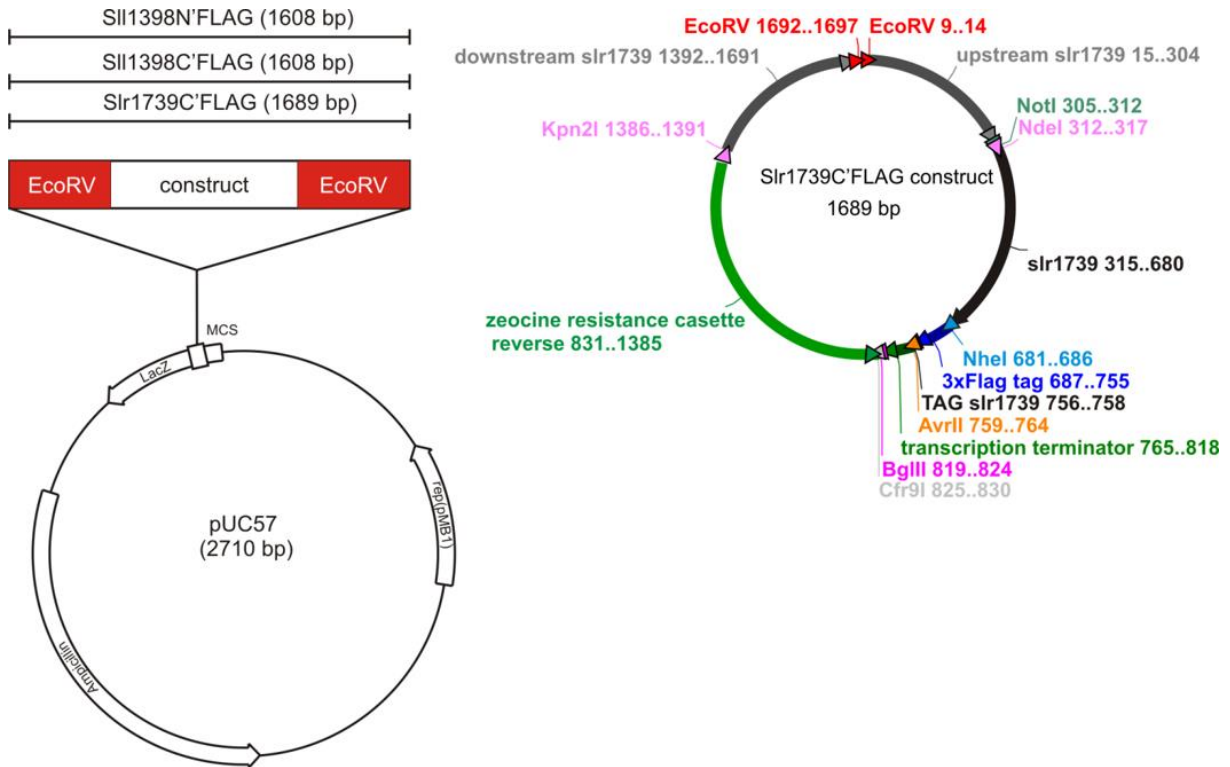 Sll1398N'FLAG (1608 bp)
Sll1398C'FLAG (1608 bp)
Slr1739C'FLAG (1689 bp)
EcoRV
construct
EcoRV
MCS
LacZ
rep(pMB1)
Ampicillin
pUC57
(2710 bp)
EcoRV 1692..1697
EcoRV 9..14
downstream slr1739 1392..1691
upstream slr1739 15..304
NotI 305..312
NdeI 312..317
Kpn2I 1386..1391
Slr1739C'FLAG construct
1689 bp
slr1739 315..680
zeocine resistance casette
reverse 831..1385
NheI 681..686
3xFlag tag 687..755
TAG slr1739 756..758
AvrII 759..764
transcription terminator 765..818
BglII 819..824
Cfr9I 825..830